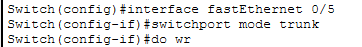 Switch(config)#interface fastEthernet 0/5
Switch(config-if)#switchport mode trunk
Switch(config-if)#do wr